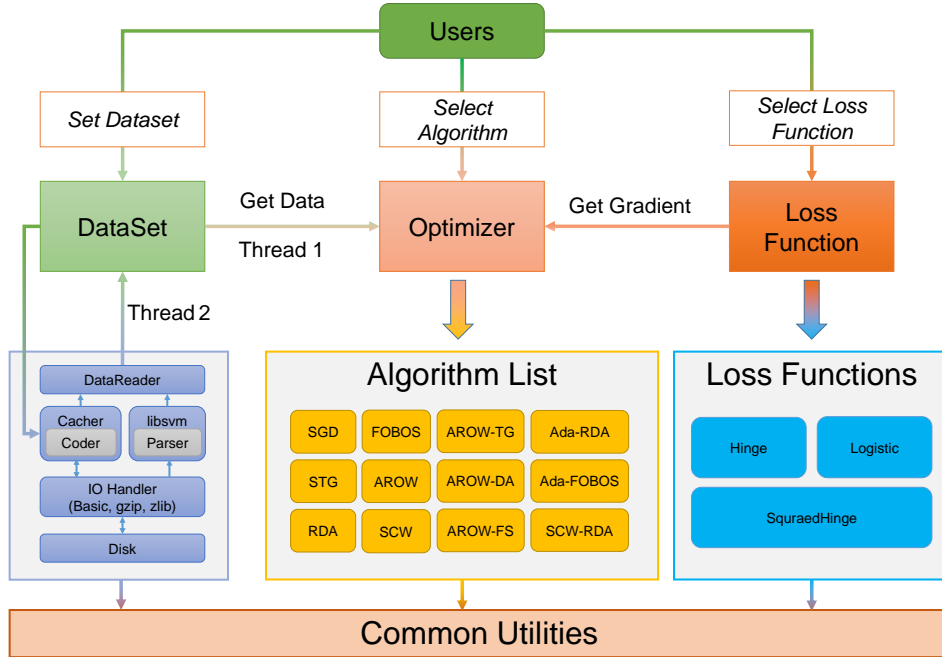 Users
Set Dataset
Select
Algorithm
Select Loss
Function
DataSet
Get Data
Thread 1
Optimizer
Get Gradient
Loss
Function
Thread 2
DataReader
Cacher
Coder
libsvm
Parser
IO Handler
(Basic, gzip, zlib)
Disk
Algorithm List
SGD FOBOS AROW-TG Ada-RDA
STG AROW AROW-DA Ada-FOBOS
RDA SCW AROW-FS SCW-RDA
Loss Functions
Hinge Logistic
SquraedHinge
Common Utilities